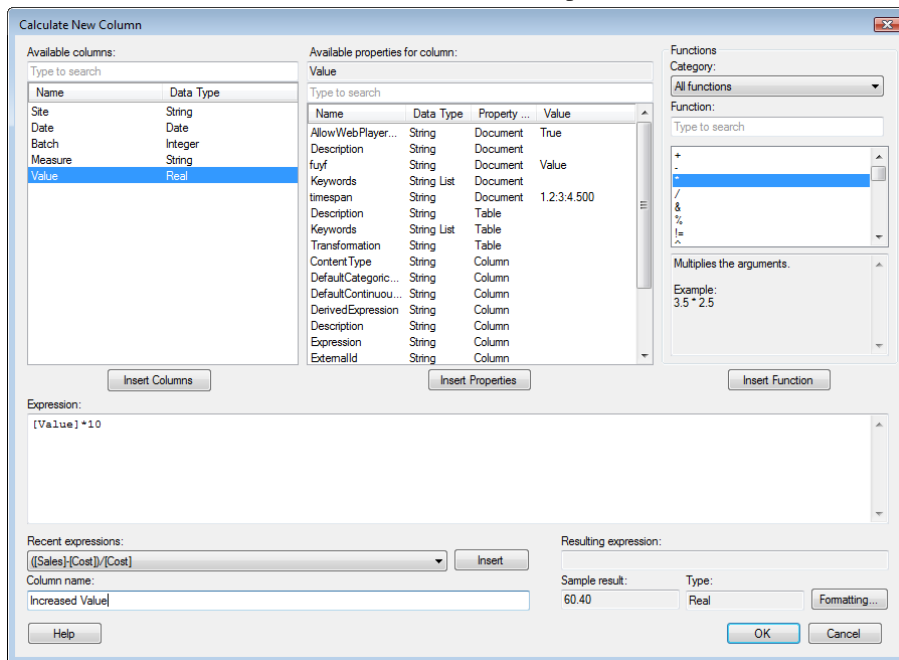 Calculate New Column
Available columns:
Type to search
Name Data Type
Site String
Date Date
Batch Integer
Measure String
Value Real
Insert Columns
Available properties for column:
Value
Type to search
Name Data Type Property ... Value
AllowWebPlayer... String Document True
Description String Document
fuyf String Document Value
Keywords String List Document
timespan String Document 1.2:3:4.500
Description String Table
Keywords String List Table
Transformation String Table
ContentType String Column
DefaultCategoric... String Column
DefaultContinuou... String Column
DerivedExpression String Column
Description String Column
Expression String Column
ExternalId String Column
Insert Properties
Functions
Category:
All functions
Function:
Type to search
+
-
*
/
&
%
!=
^
Multiplies the arguments.
Example:
3.5 * 2.5
Insert Function
Expression:
[Value]*10
Recent expressions:
([Sales]-[Cost])/[Cost]
Insert
Column name:
Increased Value
Resulting expression:
Sample result: Type:
60.40 Real Formatting...
Help OK Cancel